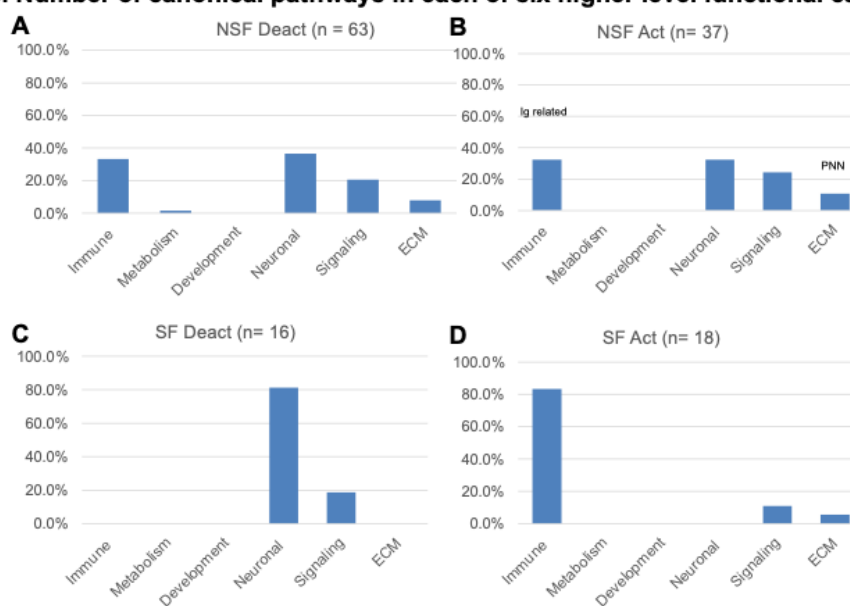 Number of canonical pathways in each of six higher level functional
A
NSF Deact (n = 63)
100.0%
80.0%
60.0%
40.0%
20.0%
0.0%
Immune
Metabolism
Development
Neuronal
Signaling
ECM
B
NSF Act (n= 37)
100.0%
80.0%
60.0%
40.0%
20.0%
0.0%
Ig related
PNN
Immune
Metabolism
Development
Neuronal
Signaling
ECM
C
SF Deact (n= 16)
100.0%
80.0%
60.0%
40.0%
20.0%
0.0%
Immune
Metabolism
Development
Neuronal
Signaling
ECM
D
SF Act (n= 18)
100.0%
80.0%
60.0%
40.0%
20.0%
0.0%
Immune
Metabolism
Development
Neuronal
Signaling
ECM